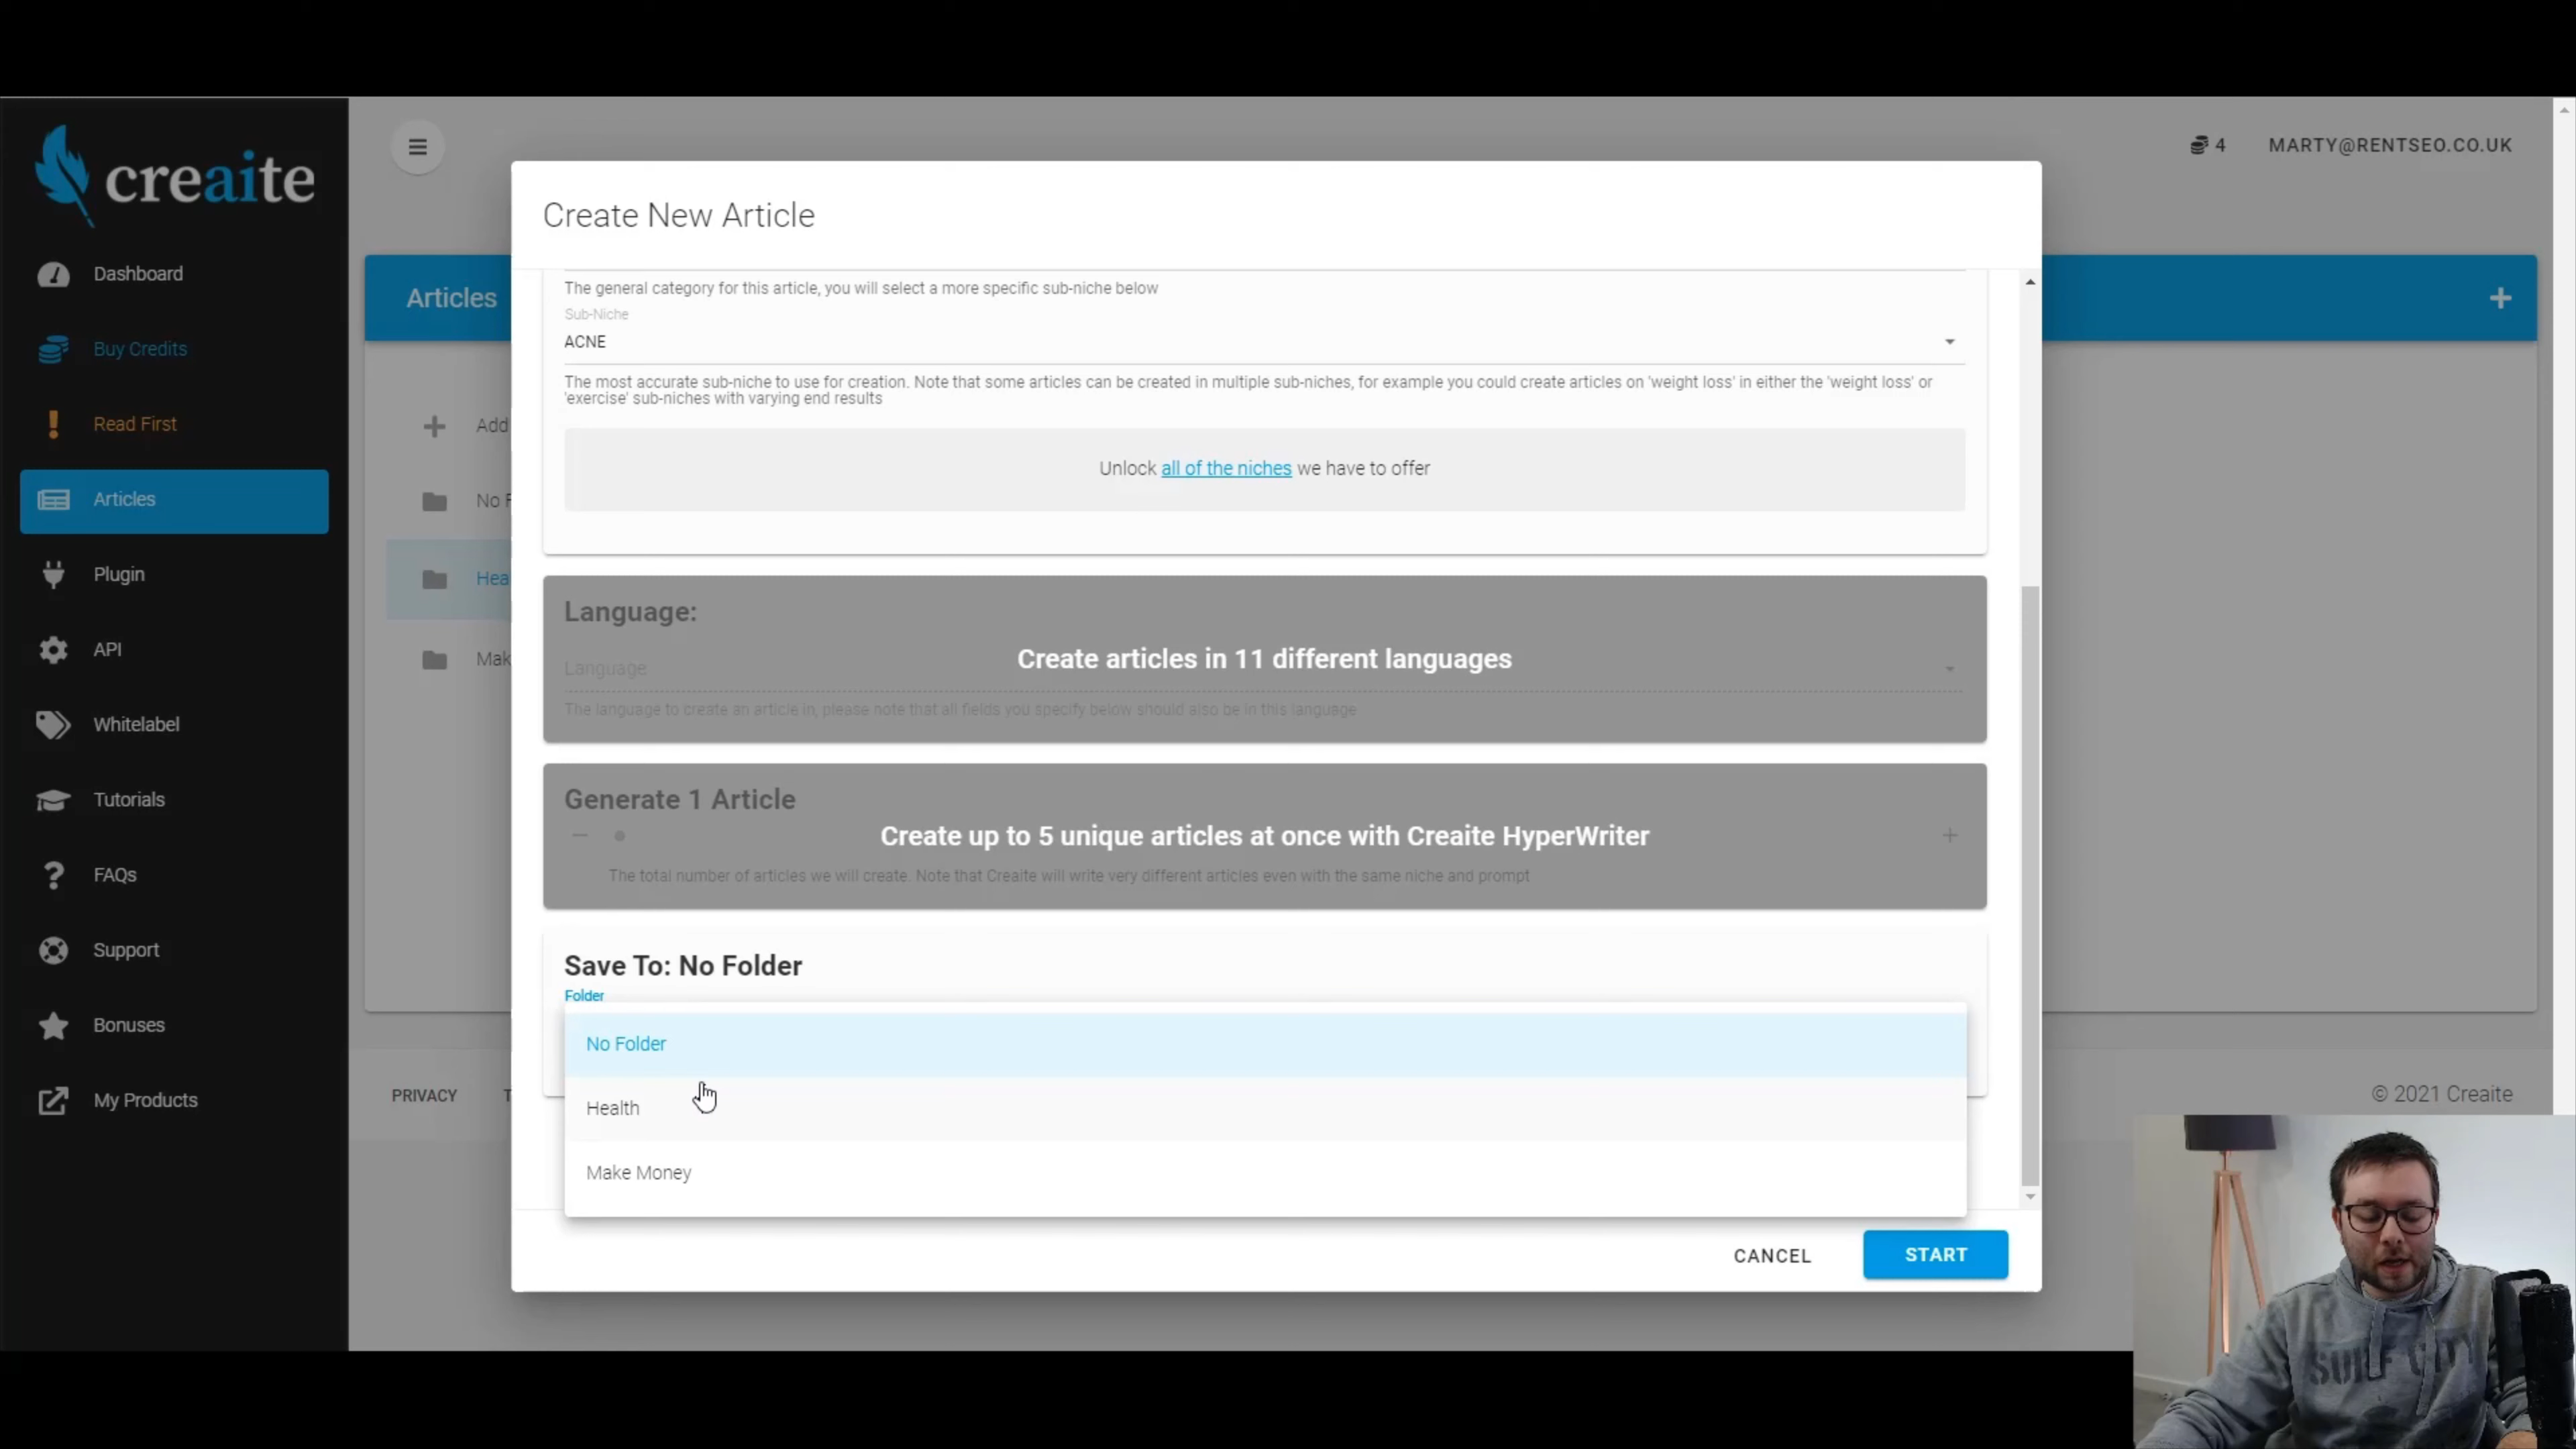 creaite
Dashboard
Buy Credits
Read First
Articles
Plugin
API
Whitelabel
Tutorials
FAQs
Support
Bonuses
My Products
4
MARTY@RENTSEO.CO.UK
Articles
Add
No F
Hea
Mak
PRIVACY
T
© 2021 Creaite
Create New Article
The general category for this article, you will select a more specific sub-niche below
Sub-Niche
ACNE
The most accurate sub-niche to use for creation. Note that some articles can be created in multiple sub-niches, for example you could create articles on 'weight loss' in either the 'weight loss' or
'exercise' sub-niches with varying end results
Unlock all of the niches we have to offer
Language:
Create articles in 11 different languages
Language
The language to create an article in, please note that all fields you specify below should also be in this language
Generate 1 Article
Create up to 5 unique articles at once with Creaite HyperWriter
The total number of articles we will create. Note that Creaite will write very different articles even with the same niche and prompt
Save To: No Folder
Folder
No Folder
Health
Make Money
CANCEL
START
SURF CITY